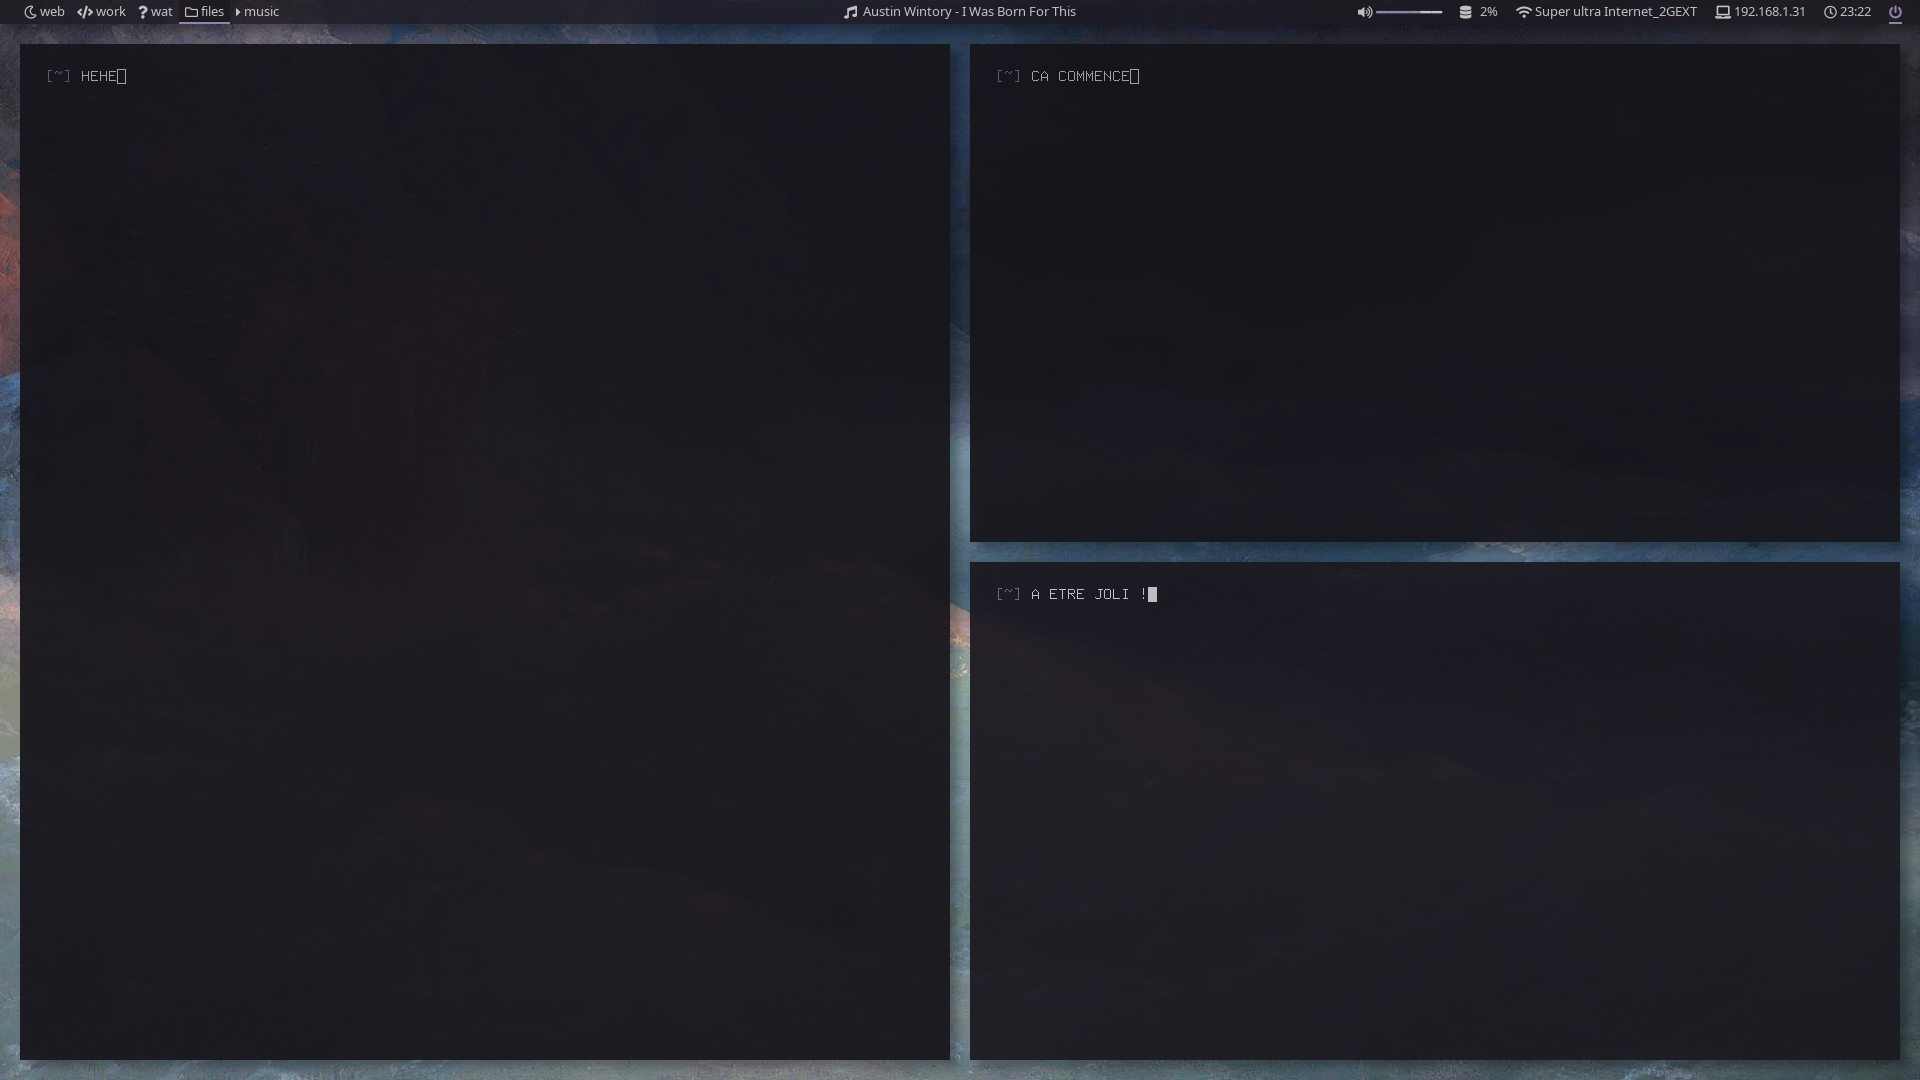 web work wat files music
Austin Wintory - I Was Born For This
2% Super ultra Internet_2GEXT 192.168.1.31 23:22
[~] HEHE
[~] CA COMMENCE
[~] A ETRE JOLI !